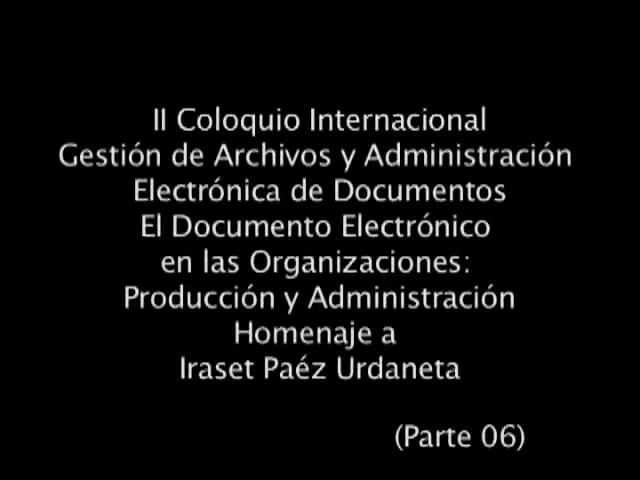 II Coloquio Internacional
Gestión de Archivos y Administración
Electrónica de Documentos
El Documento Electrónico
en las Organizaciones:
Producción y Administración
Homenaje a
Iraset Paéz Urdaneta
(Parte 06)